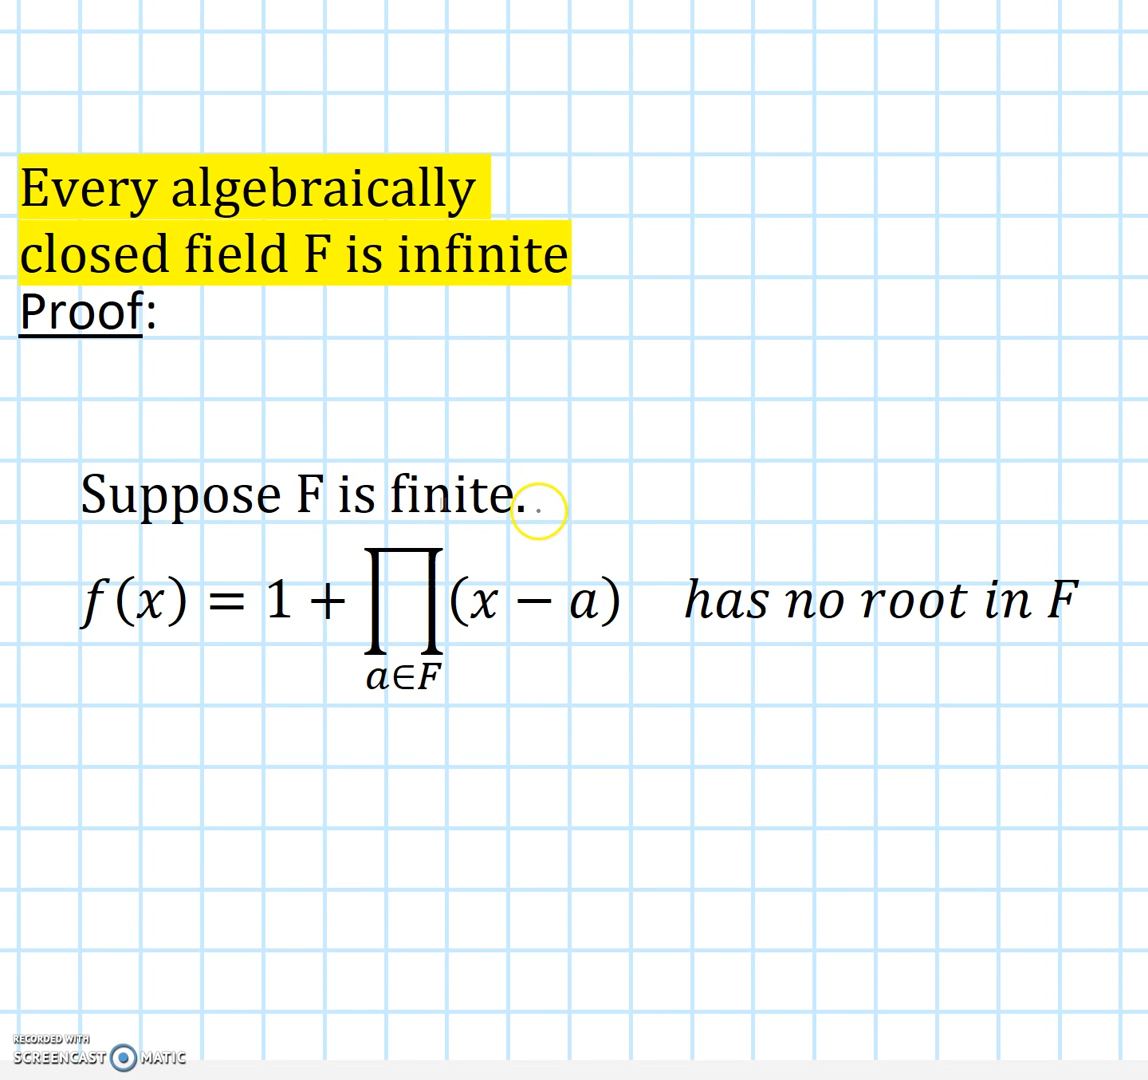 Every algebraically
closed field F is infinite
Proof:
Suppose F is finite.
f(x) = 1 + ∏(x − a) has no root in F
a∈F
RECORDED WITH
SCREENCAST MATIC